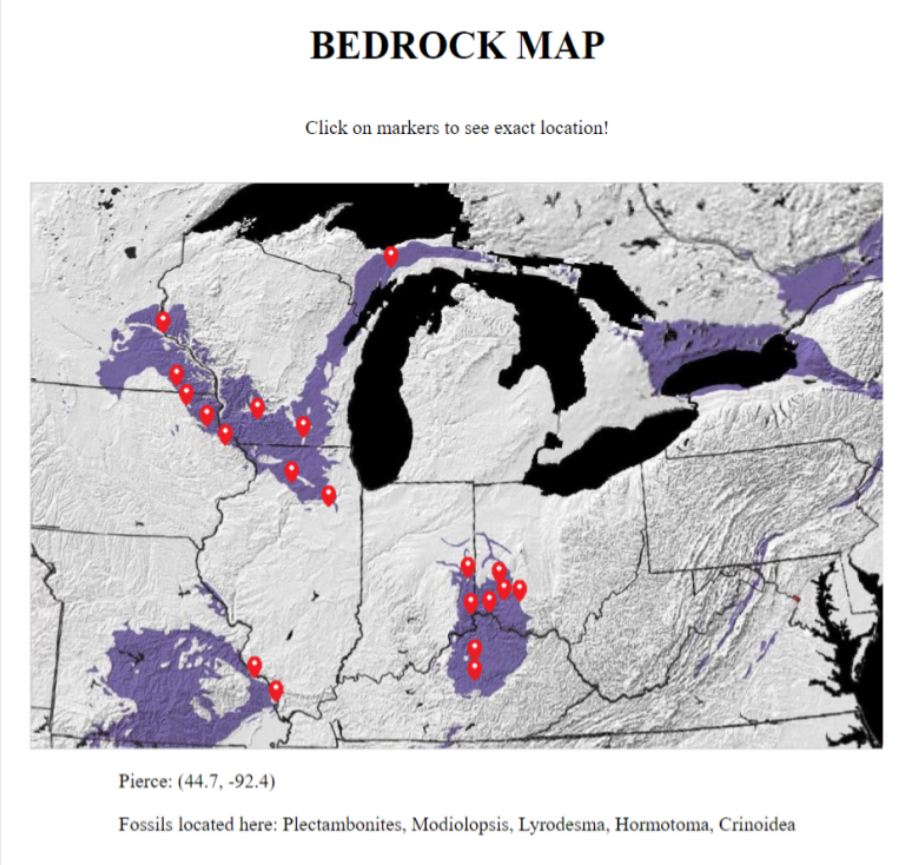 BEDROCK MAP
Click on markers to see exact location!
Pierce: (44.7, -92.4)
Fossils located here: Plectambonites, Modiolopsis, Lyrodesma, Hormotoma, Crinoidea